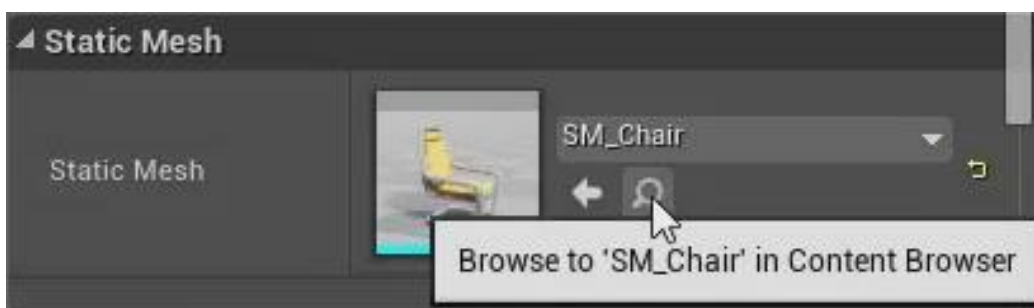 Static Mesh
Static Mesh
SM_Chair
Browse to 'SM_Chair' in Content Browser